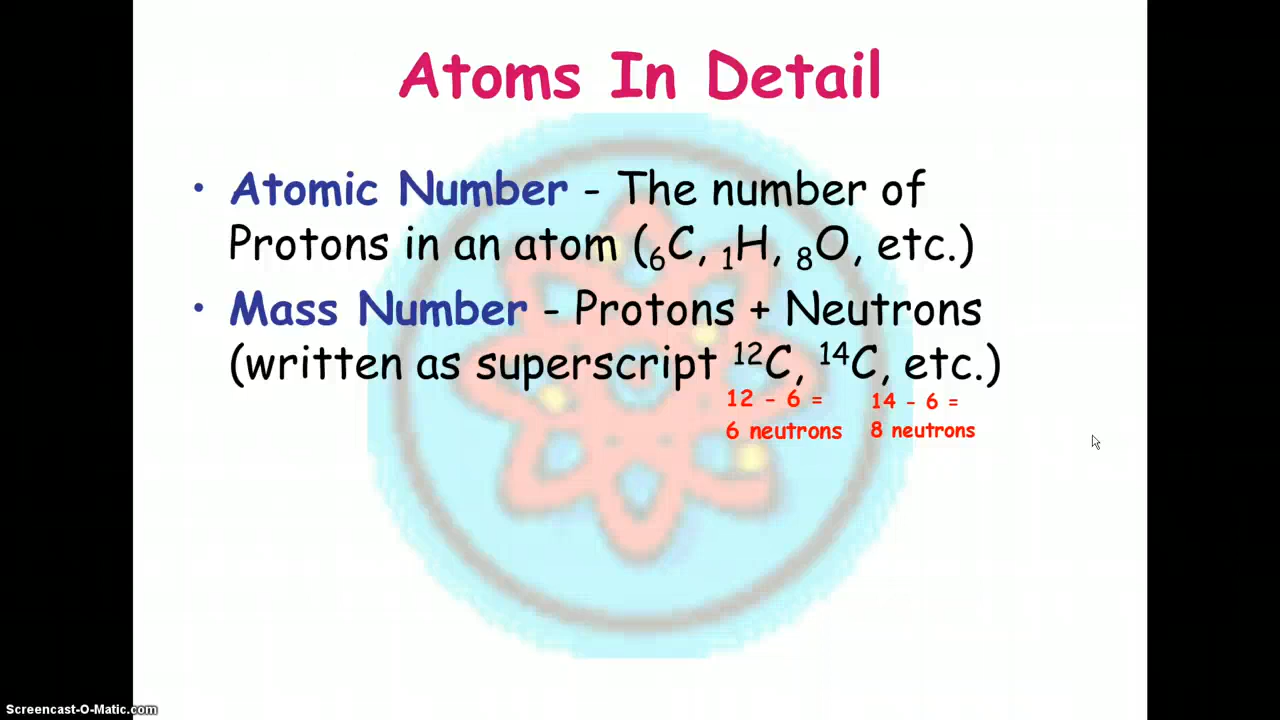 Atoms In Detail
• Atomic Number - The number of
Protons in an atom (₆C, ₁H, ₈O, etc.)
• Mass Number - Protons + Neutrons
(written as superscript ¹²C, ¹⁴C, etc.)
12 - 6 = 14 - 6 =
6 neutrons 8 neutrons
Screencast-O-Matic.com